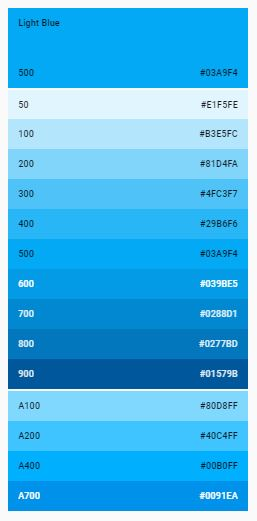 Light Blue
500 #03A9F4
50 #E1F5FE
100 #B3E5FC
200 #81D4FA
300 #4FC3F7
400 #29B6F6
500 #03A9F4
600 #039BE5
700 #0288D1
800 #0277BD
900 #01579B
A100 #80D8FF
A200 #40C4FF
A400 #00B0FF
A700 #0091EA